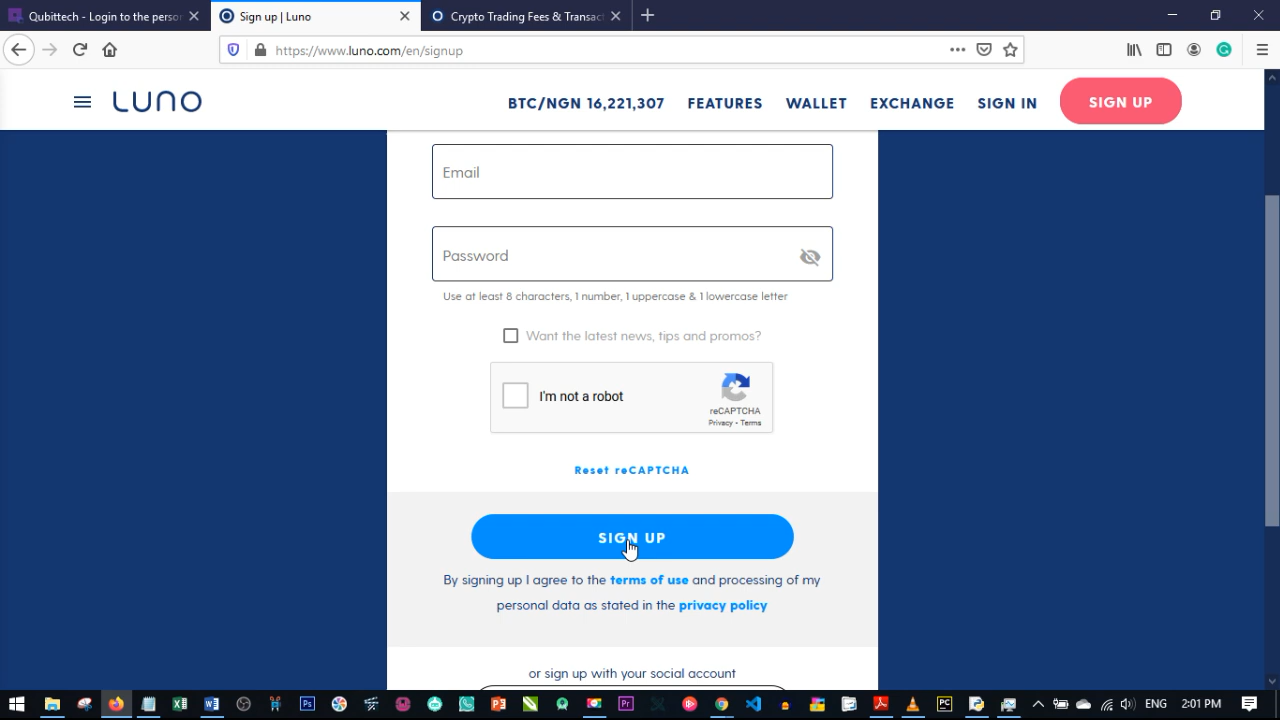 Qubittech - Login to the perso
Sign up | Luno
Crypto Trading Fees & Transact
https://www.luno.com/en/signup
LUNO
BTC/NGN 16,221,307
FEATURES
WALLET
EXCHANGE
SIGN IN
SIGN UP
Email
Password
Use at least 8 characters, 1 number, 1 uppercase & 1 lowercase letter
Want the latest news, tips and promos?
I'm not a robot
reCAPTCHA
Privacy - Terms
Reset reCAPTCHA
SIGN UP
By signing up I agree to the terms of use and processing of my
personal data as stated in the privacy policy
or sign up with your social account
ENG
2:01 PM